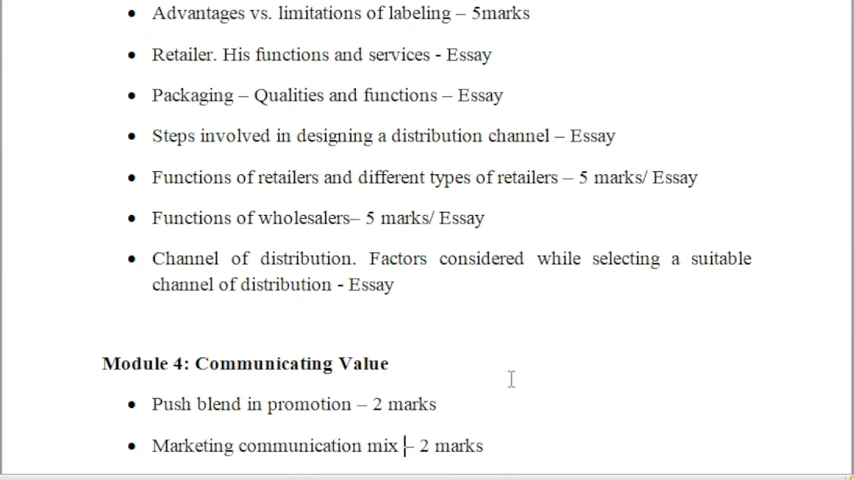 • Advantages vs. limitations of labeling – 5marks
• Retailer. His functions and services - Essay
• Packaging – Qualities and functions – Essay
• Steps involved in designing a distribution channel – Essay
• Functions of retailers and different types of retailers – 5 marks/ Essay
• Functions of wholesalers– 5 marks/ Essay
• Channel of distribution. Factors considered while selecting a suitable
channel of distribution - Essay
Module 4: Communicating Value
• Push blend in promotion – 2 marks
• Marketing communication mix – 2 marks